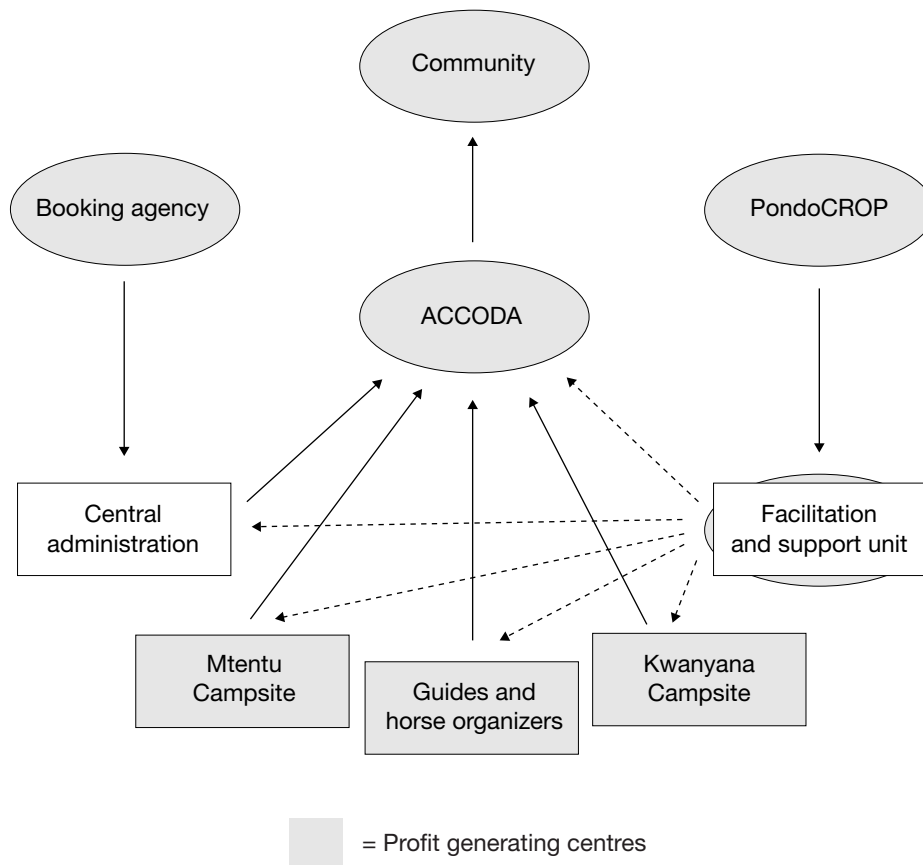 Community
Booking agency
PondoCROP
ACCODA
Central
administration
Facilitation
and support unit
Mtentu
Campsite
Guides and
horse organizers
Kwanyana
Campsite
= Profit generating centres